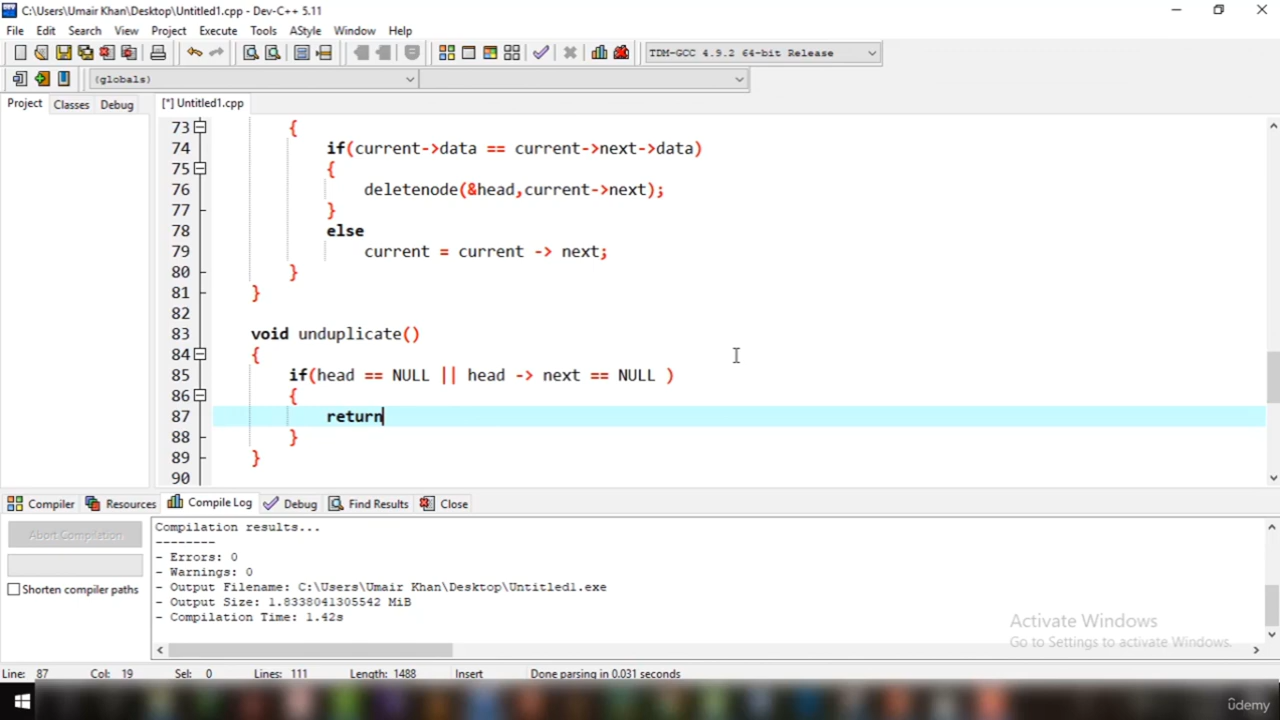 C:\Users\Umair Khan\Desktop\Untitled1.cpp - Dev-C++ 5.11
File Edit Search View Project Execute Tools AStyle Window Help
TDM-GCC 4.9.2 64-bit Release
(globals)
Project Classes Debug [*] Untitled1.cpp
73 {
74 if(current->data == current->next->data)
75 {
76 deletenode(&head,current->next);
77 }
78 else
79 current = current -> next;
80 }
81 }
82
83 void unduplicate()
84 {
85 if(head == NULL || head -> next == NULL )
86 {
87 return
88 }
89 }
90
Compiler Resources Compile Log Debug Find Results Close
Abort Compilation
Shorten compiler paths
Compilation results...
--------
- Errors: 0
- Warnings: 0
- Output Filename: C:\Users\Umair Khan\Desktop\Untitled1.exe
- Output Size: 1.8338041305542 MiB
- Compilation Time: 1.42s
Activate Windows
Go to Settings to activate Windows.
Line: 87 Col: 19 Sel: 0 Lines: 111 Length: 1488 Insert Done parsing in 0.031 seconds
ûdemy